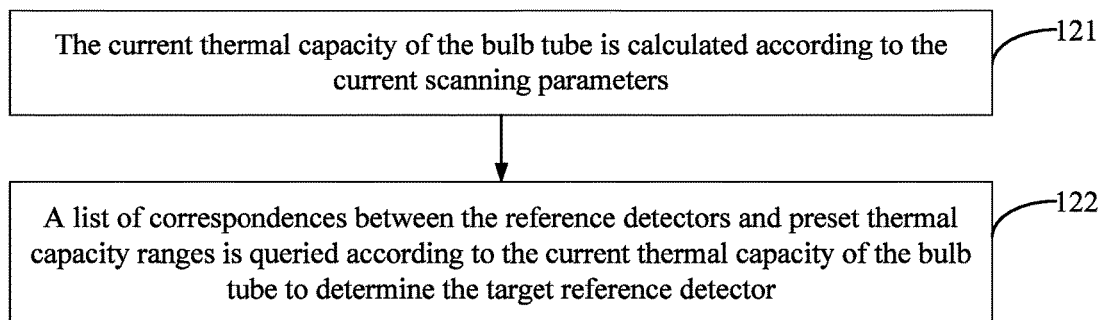 The current thermal capacity of the bulb tube is calculated according to the
current scanning parameters
121
A list of correspondences between the reference detectors and preset thermal
capacity ranges is queried according to the current thermal capacity of the bulb
tube to determine the target reference detector
122